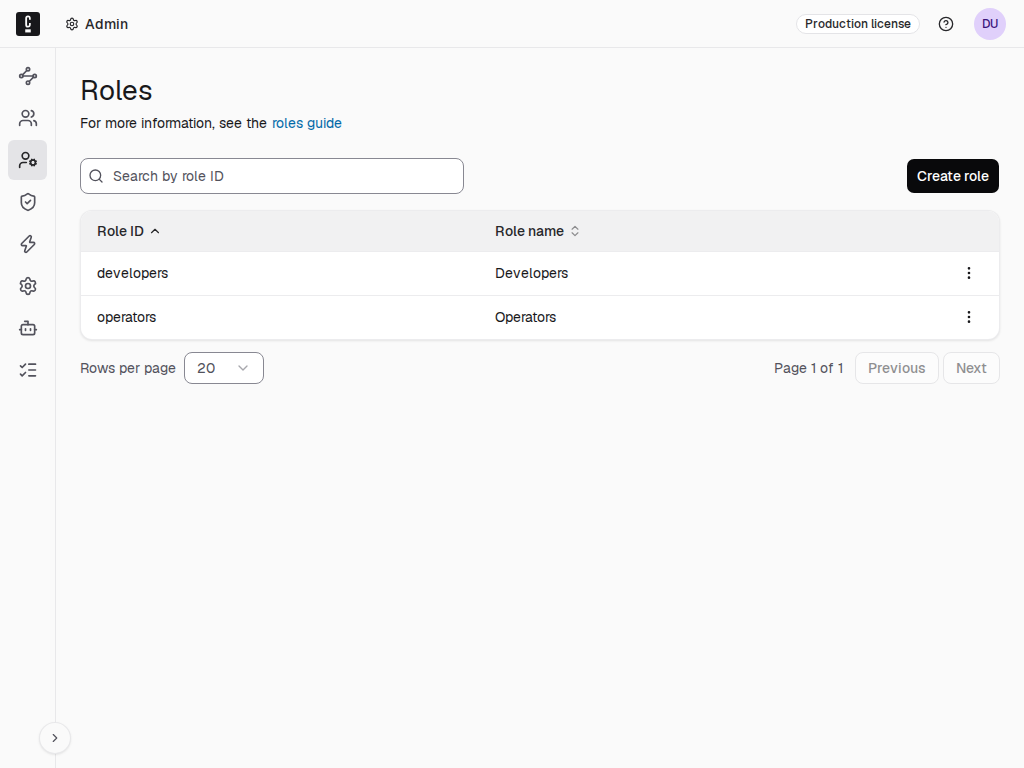 Admin
Production license
DU
Roles
For more information, see the roles guide
Search by role ID
Create role
Role ID
Role name
developers
Developers
operators
Operators
Rows per page
20
Page 1 of 1
Previous
Next